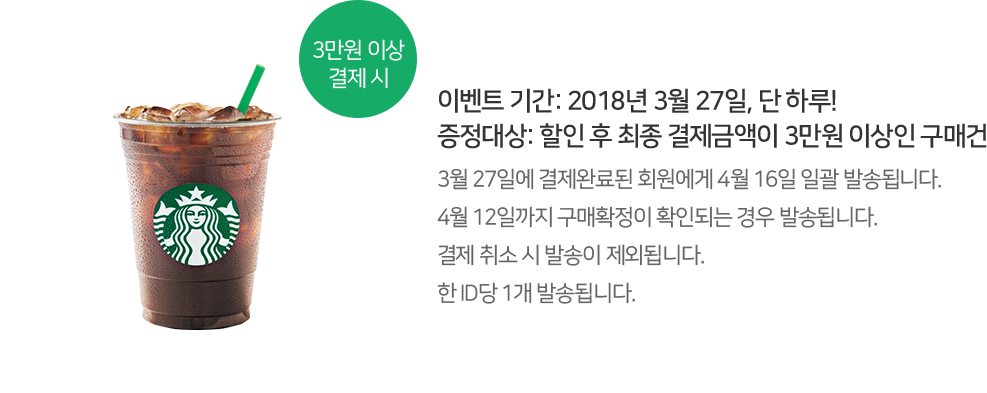 3만원 이상
결제 시
이벤트 기간: 2018년 3월 27일, 단 하루!
증정대상: 할인 후 최종 결제금액이 3만원 이상인 구매건
3월 27일에 결제완료된 회원에게 4월 16일 일괄 발송됩니다.
4월 12일까지 구매확정이 확인되는 경우 발송됩니다.
결제 취소 시 발송이 제외됩니다.
한 ID당 1개 발송됩니다.